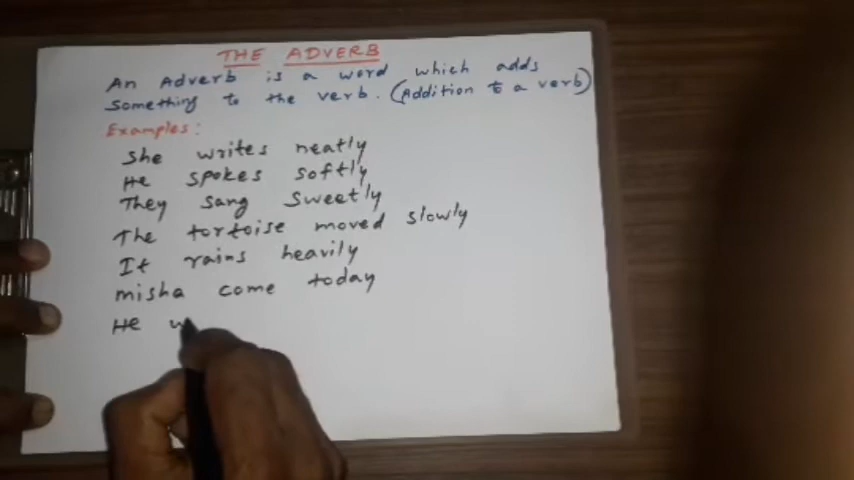 THE ADVERB
An Adverb is a word which adds
something to the verb. (Addition to a verb)
Examples:
She writes neatly
He spokes softly
They sang sweetly
The tortoise moved slowly
It rains heavily
misha come today
He w